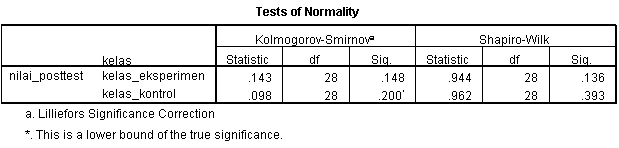 Tests of Normality
Kolmogorov-Smirnovᵃ Shapiro-Wilk
kelas Statistic df Sig. Statistic df Sig.
nilai_posttest kelas_eksperimen .143 28 .148 .944 28 .136
kelas_kontrol .098 28 .200* .962 28 .393
a. Lilliefors Significance Correction
*. This is a lower bound of the true significance.